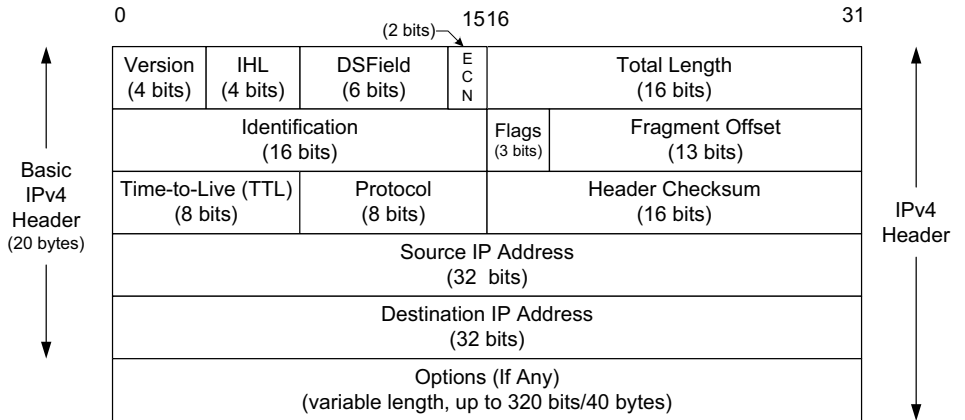 0
1516
31
(2 bits)
Version
(4 bits)
IHL
(4 bits)
DSField
(6 bits)
E
C
N
Total Length
(16 bits)
Identification
(16 bits)
Flags
(3 bits)
Fragment Offset
(13 bits)
Time-to-Live (TTL)
(8 bits)
Protocol
(8 bits)
Header Checksum
(16 bits)
Source IP Address
(32 bits)
Destination IP Address
(32 bits)
Options (If Any)
(variable length, up to 320 bits/40 bytes)
Basic
IPv4
Header
(20 bytes)
IPv4
Header